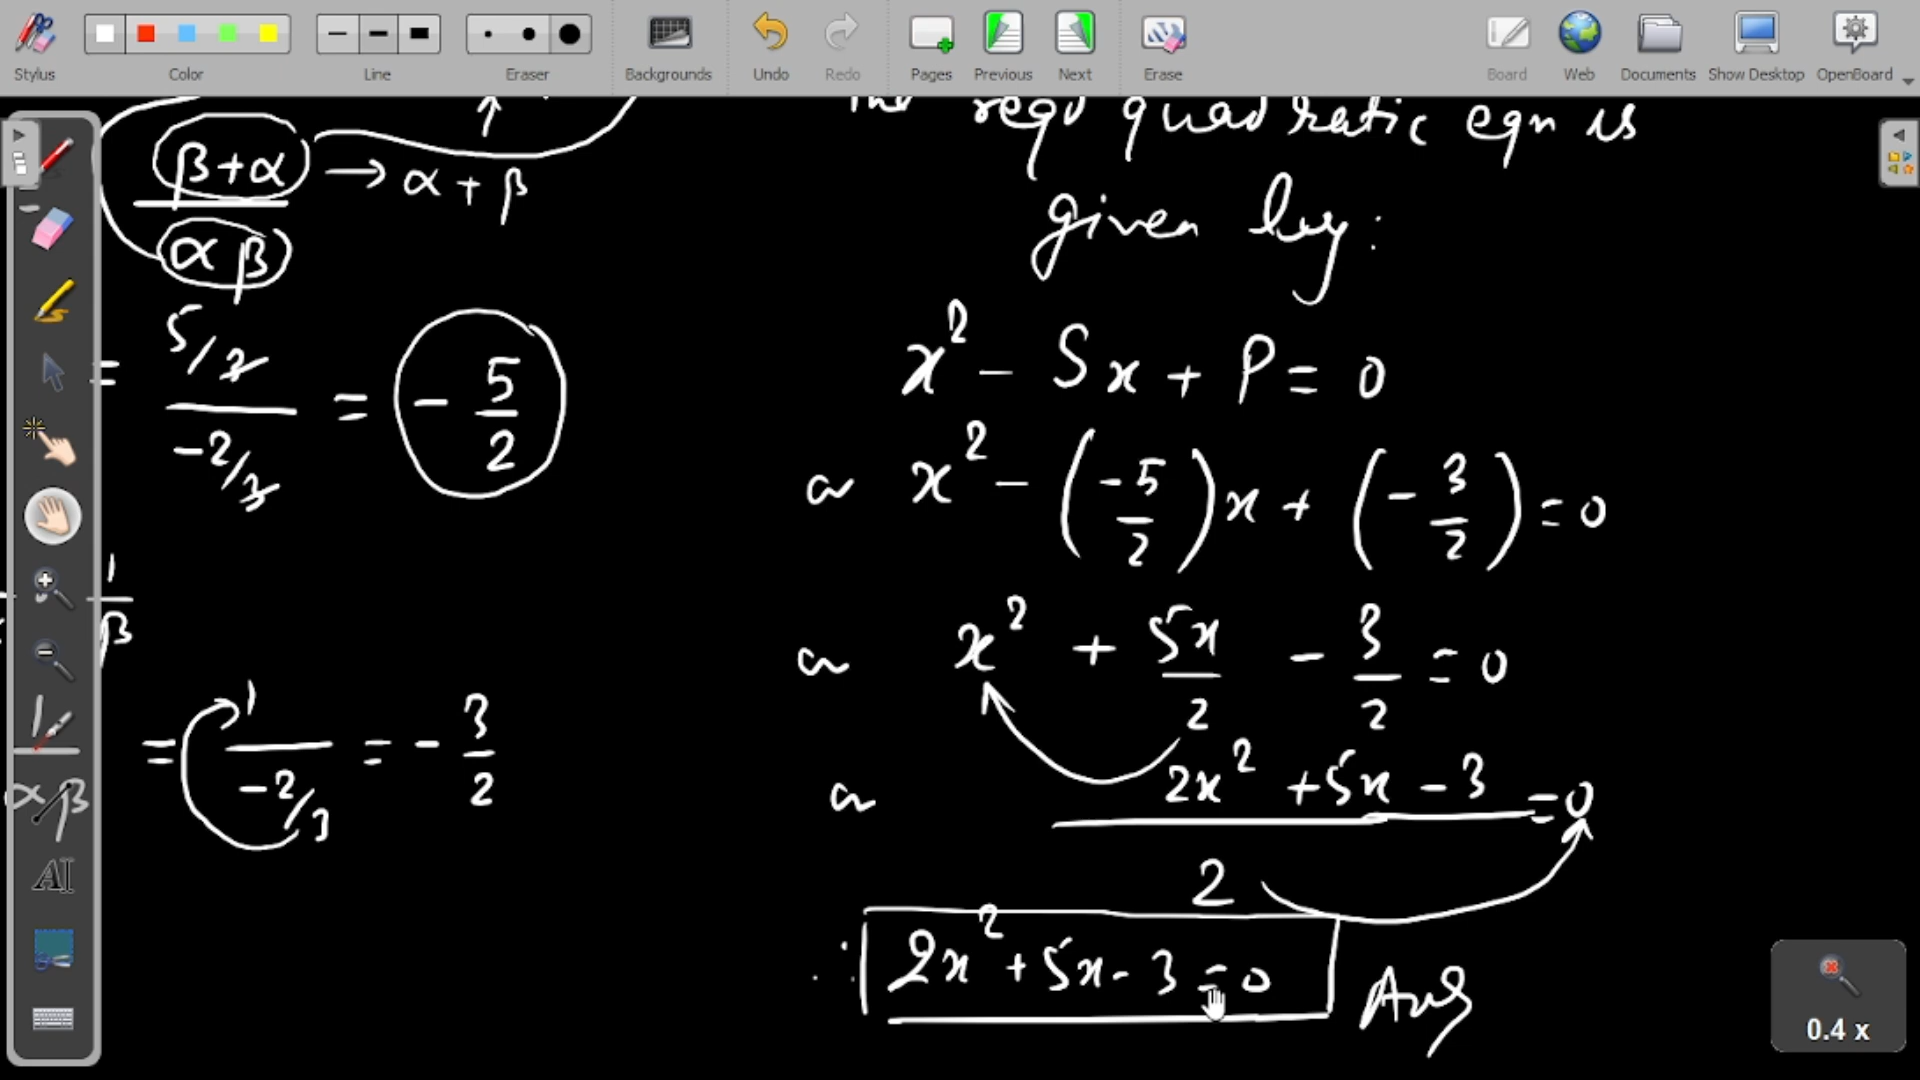 Stylus
Color
Line
Eraser
Backgrounds
Undo
Redo
Pages
Previous
Next
Erase
Board
Web
Documents
Show Desktop
OpenBoard
β+α → α + β
α β
= 5/3 = - 5/2
-2/3
1
β
α β
= 1 = - 3/2
-2/3
The reqd quadratic eqn is
given by:
x² - Sx + P = 0
or x² - (-5/2)x + (-3/2) = 0
or x² + 5x/2 - 3/2 = 0
or 2x² + 5x - 3 = 0
2
∴ 2x² + 5x - 3 = 0 Ans
AI
0.4 x